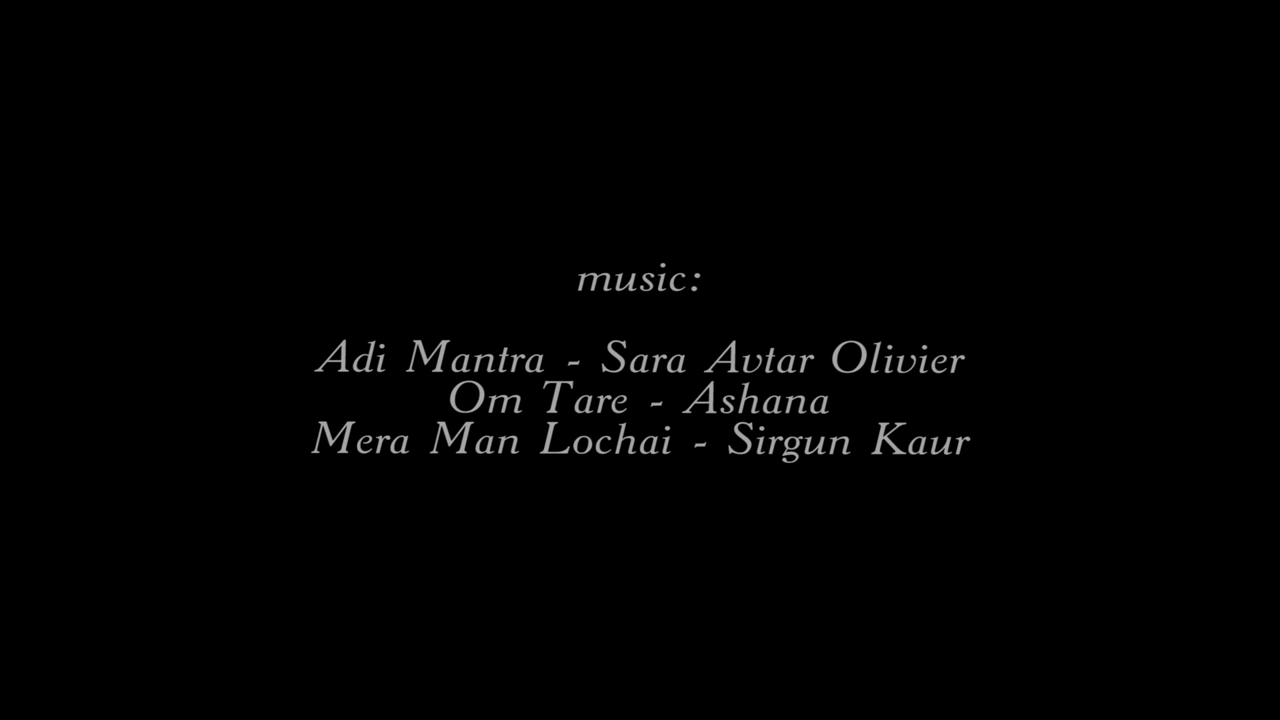 music:
Adi Mantra - Sara Avtar Olivier
Om Tare - Ashana
Mera Man Lochai - Sirgun Kaur